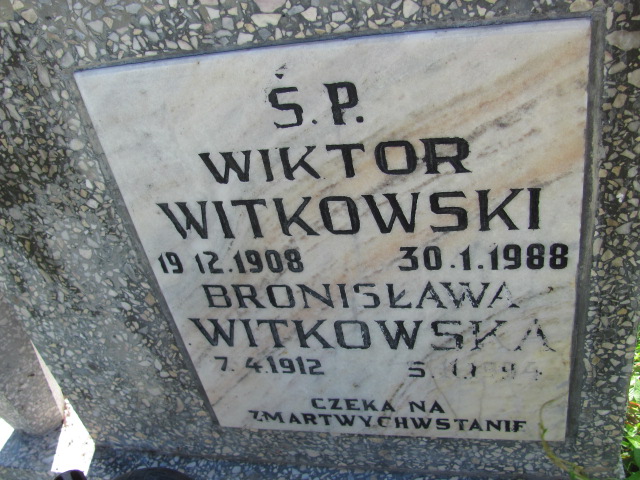 Ś.P.
WIKTOR
WITKOWSKI
19 12.1908 30.1.1988
BRONISŁAWA
WITKOWSKA
7.4.1912
CZEKA NA
ZMARTWYCHWSTANIE